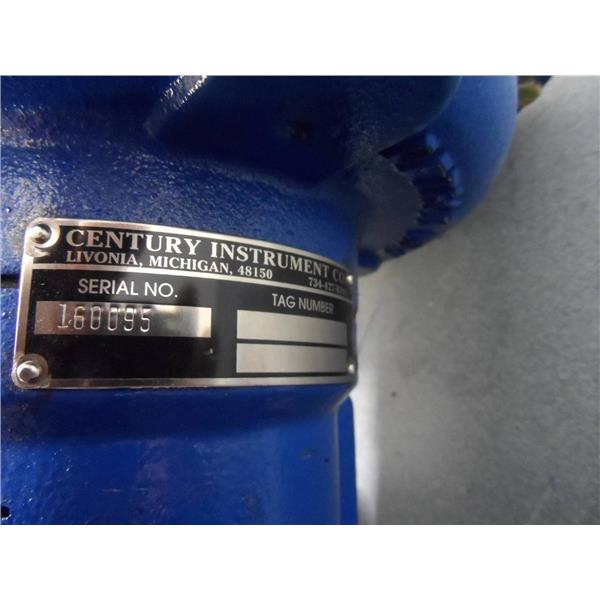 CENTURY INSTRUMENT CO
LIVONIA, MICHIGAN, 48150
SERIAL NO.
TAG NUMBER
160095